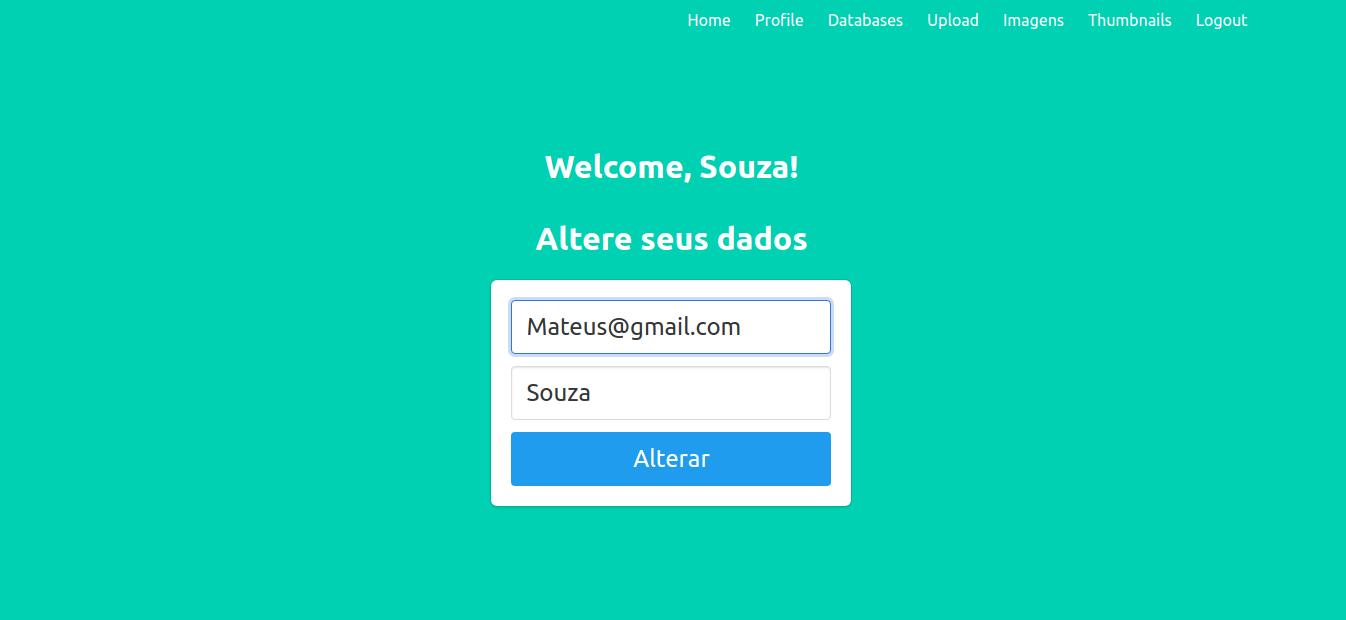 Home Profile Databases Upload Imagens Thumbnails Logout
Welcome, Souza!
Altere seus dados
Mateus@gmail.com
Souza
Alterar